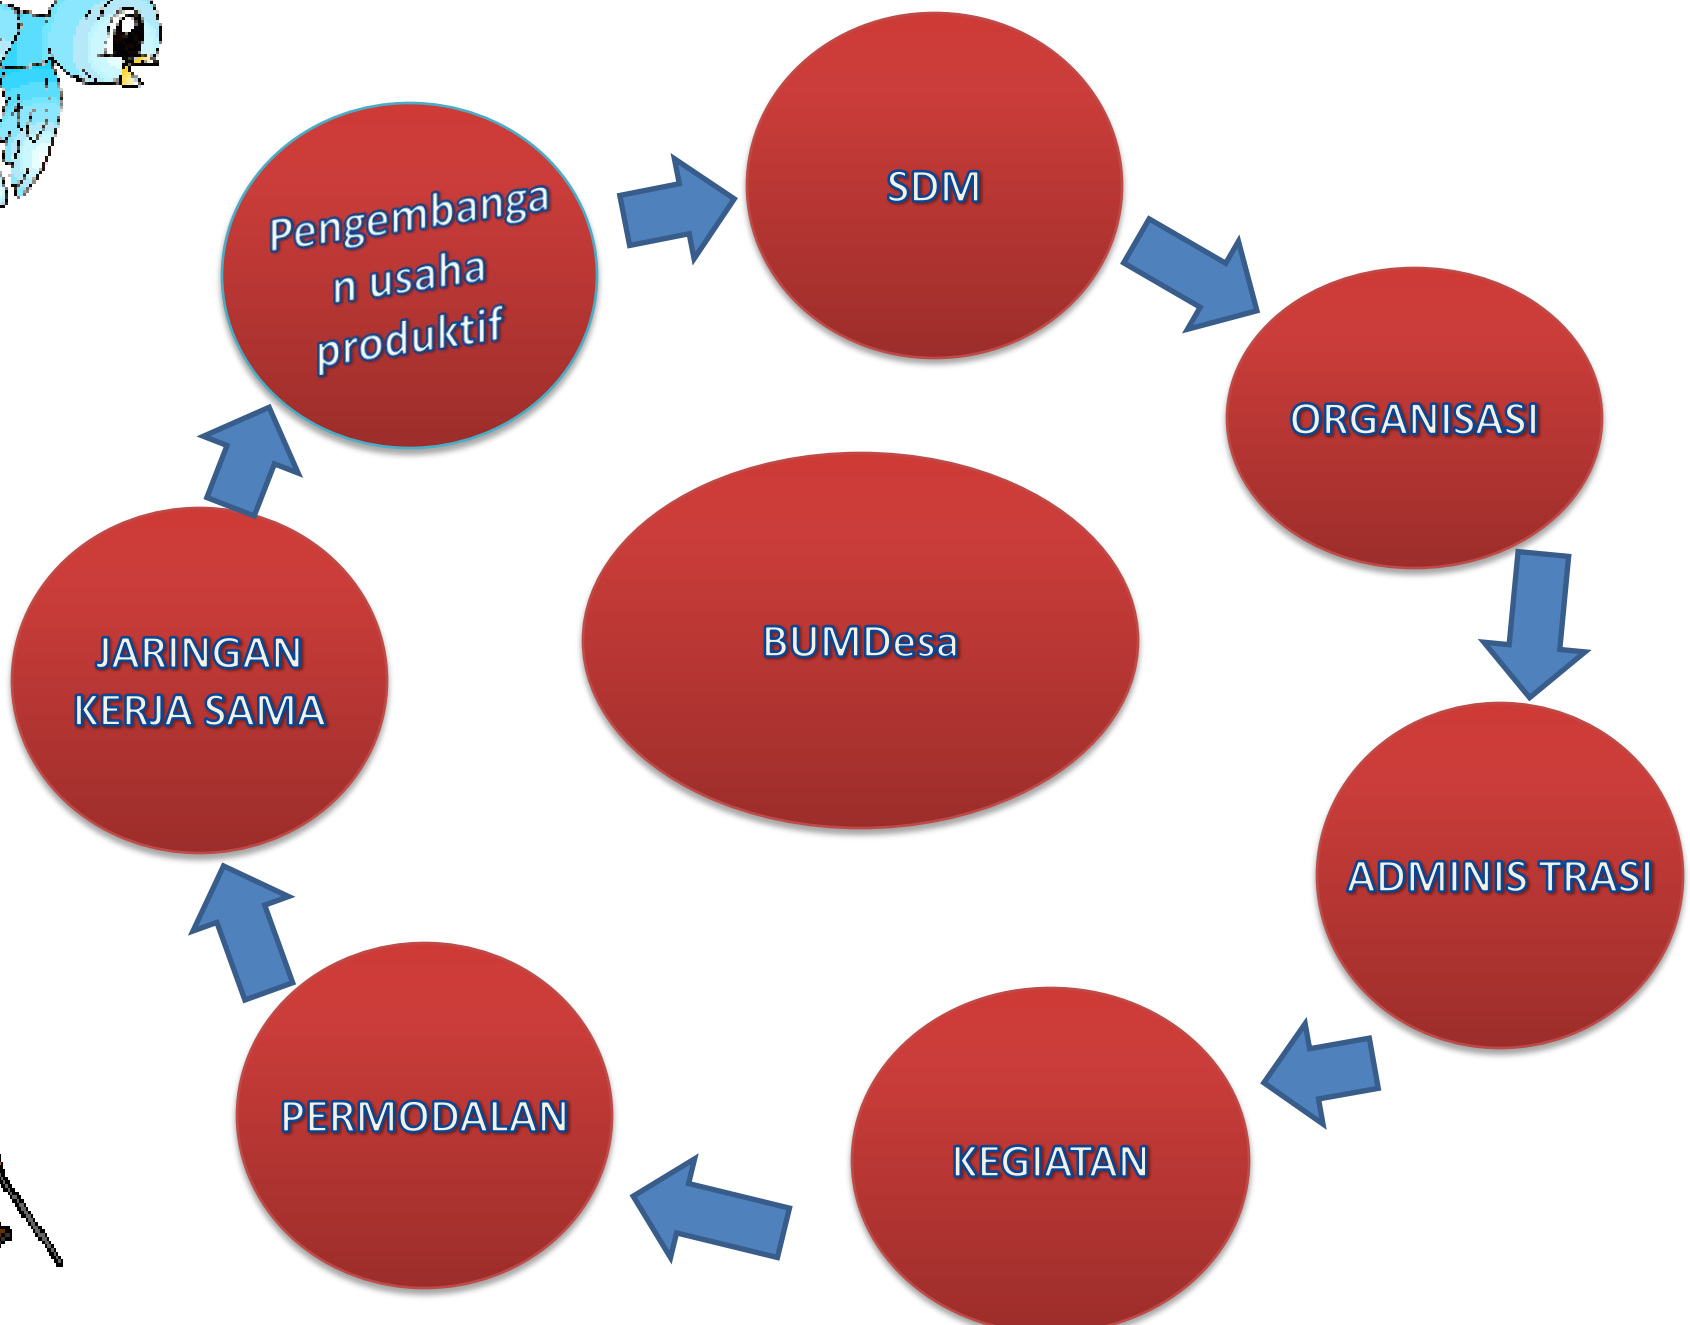 SDM
ORGANISASI
ADMINIS TRASI
KEGIATAN
PERMODALAN
JARINGAN
KERJA SAMA
Pengembanga
n usaha
produktif
BUMDesa